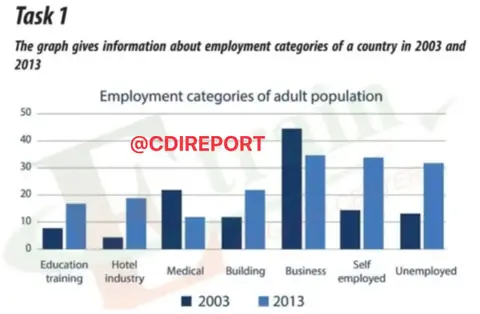 Task 1
The graph gives information about employment categories of a country in 2003 and
2013
Employment categories of adult population
@CDIREPORT
50
40
30
20
10
0
Education
training
Hotel
industry
Medical
Building
Business
Self
employed
Unemployed
2003
2013